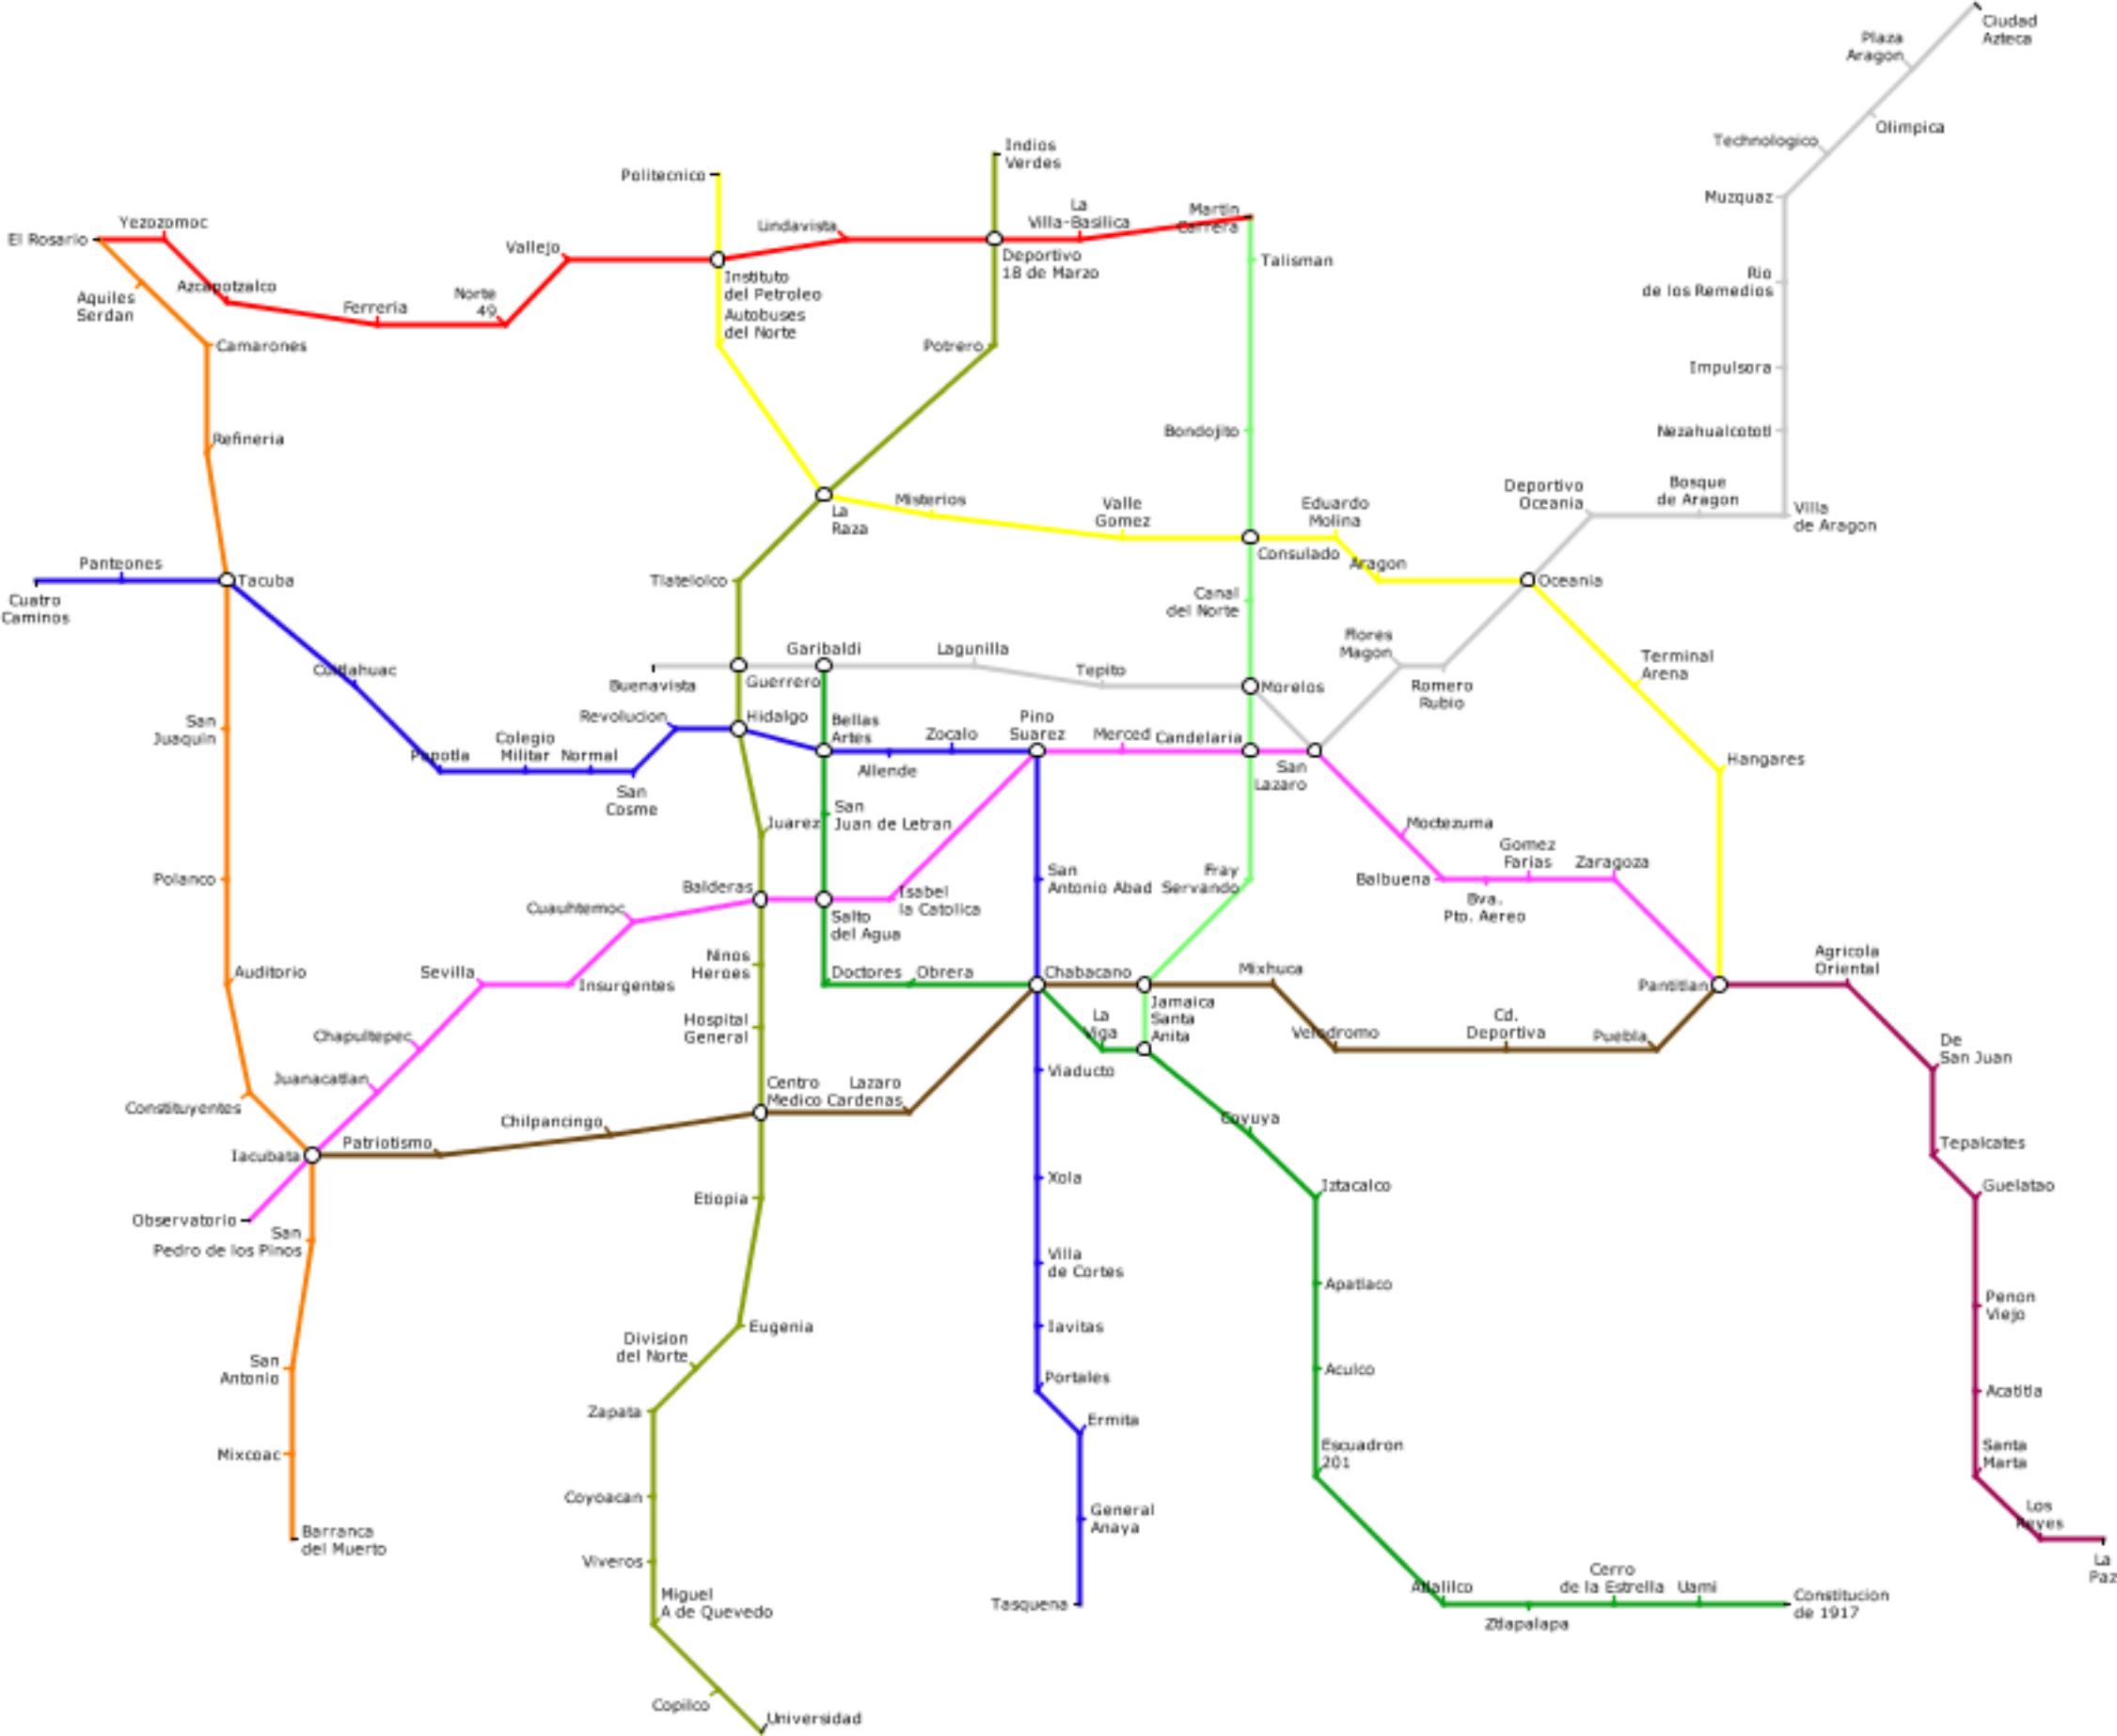 Ciudad
Azteca
Plaza
Aragon
Olimpica
Technologico
Indios
Verdes
Politecnico
Muzquaz
La
Villa-Basilica
Martin
Carrera
Yezozomoc
El Rosario
Lindavista
Vallejo
Deportivo
18 de Marzo
Talisman
Instituto
del Petroleo
Rio
de los Remedios
Azcapotzalco
Aquiles
Serdan
Ferreria
Norte
49
Autobuses
del Norte
Camarones
Potrero
Impulsora
Refineria
Bondojito
Nezahualcototl
La
Raza
Misterios
Valle
Gomez
Eduardo
Molina
Deportivo
Oceania
Bosque
de Aragon
Villa
de Aragon
Consulado
Aragon
Panteones
Tacuba
Cuatro
Caminos
Tlatelolco
Oceania
Canal
del Norte
Garibaldi
Lagunilla
Flores
Magon
Terminal
Arena
Cuitlahuac
Buenavista
Guerrero
Tepito
Morelos
Romero
Rubio
San
Juaquin
Revolucion
Hidalgo
Bellas
Artes
Zocalo
Pino
Suarez
Merced
Candelaria
Popotla
Colegio
Militar
Normal
Allende
San
Lazaro
Hangares
San
Cosme
Juarez
San
Juan de Letran
Moctezuma
Gomez
Farias
Zaragoza
Polanco
Balderas
San
Antonio Abad
Fray
Servando
Balbuena
Bva.
Pto. Aereo
Cuauhtemoc
Isabel
la Catolica
Salto
del Agua
Auditorio
Sevilla
Insurgentes
Ninos
Heroes
Doctores
Obrera
Chabacano
Mixhuca
Pantitlan
Agricola
Oriental
Jamaica
Santa
Anita
La
Viga
Hospital
General
Chapultepec
Velodromo
Cd.
Deportiva
Puebla
De
San Juan
Viaducto
Juanacatlan
Constituyentes
Centro
Medico
Lazaro
Cardenas
Chilpancingo
Coyuya
Patriotismo
Iacubata
Tepalcates
Xola
Iztacalco
Guelatao
Etiopia
Observatorio
San
Pedro de los Pinos
Villa
de Cortes
Apatlaco
Penon
Viejo
Eugenia
Iavitas
Division
del Norte
San
Antonio
Portales
Aculco
Acatitla
Zapata
Ermita
Mixcoac
Escuadron
201
Santa
Marta
Coyoacan
General
Anaya
Los
Reyes
Barranca
del Muerto
Viveros
La
Paz
Miguel
A de Quevedo
Tasquena
Atlalilco
Cerro
de la Estrella
Uami
Constitucion
de 1917
Ztlapalapa
Copilco
Universidad